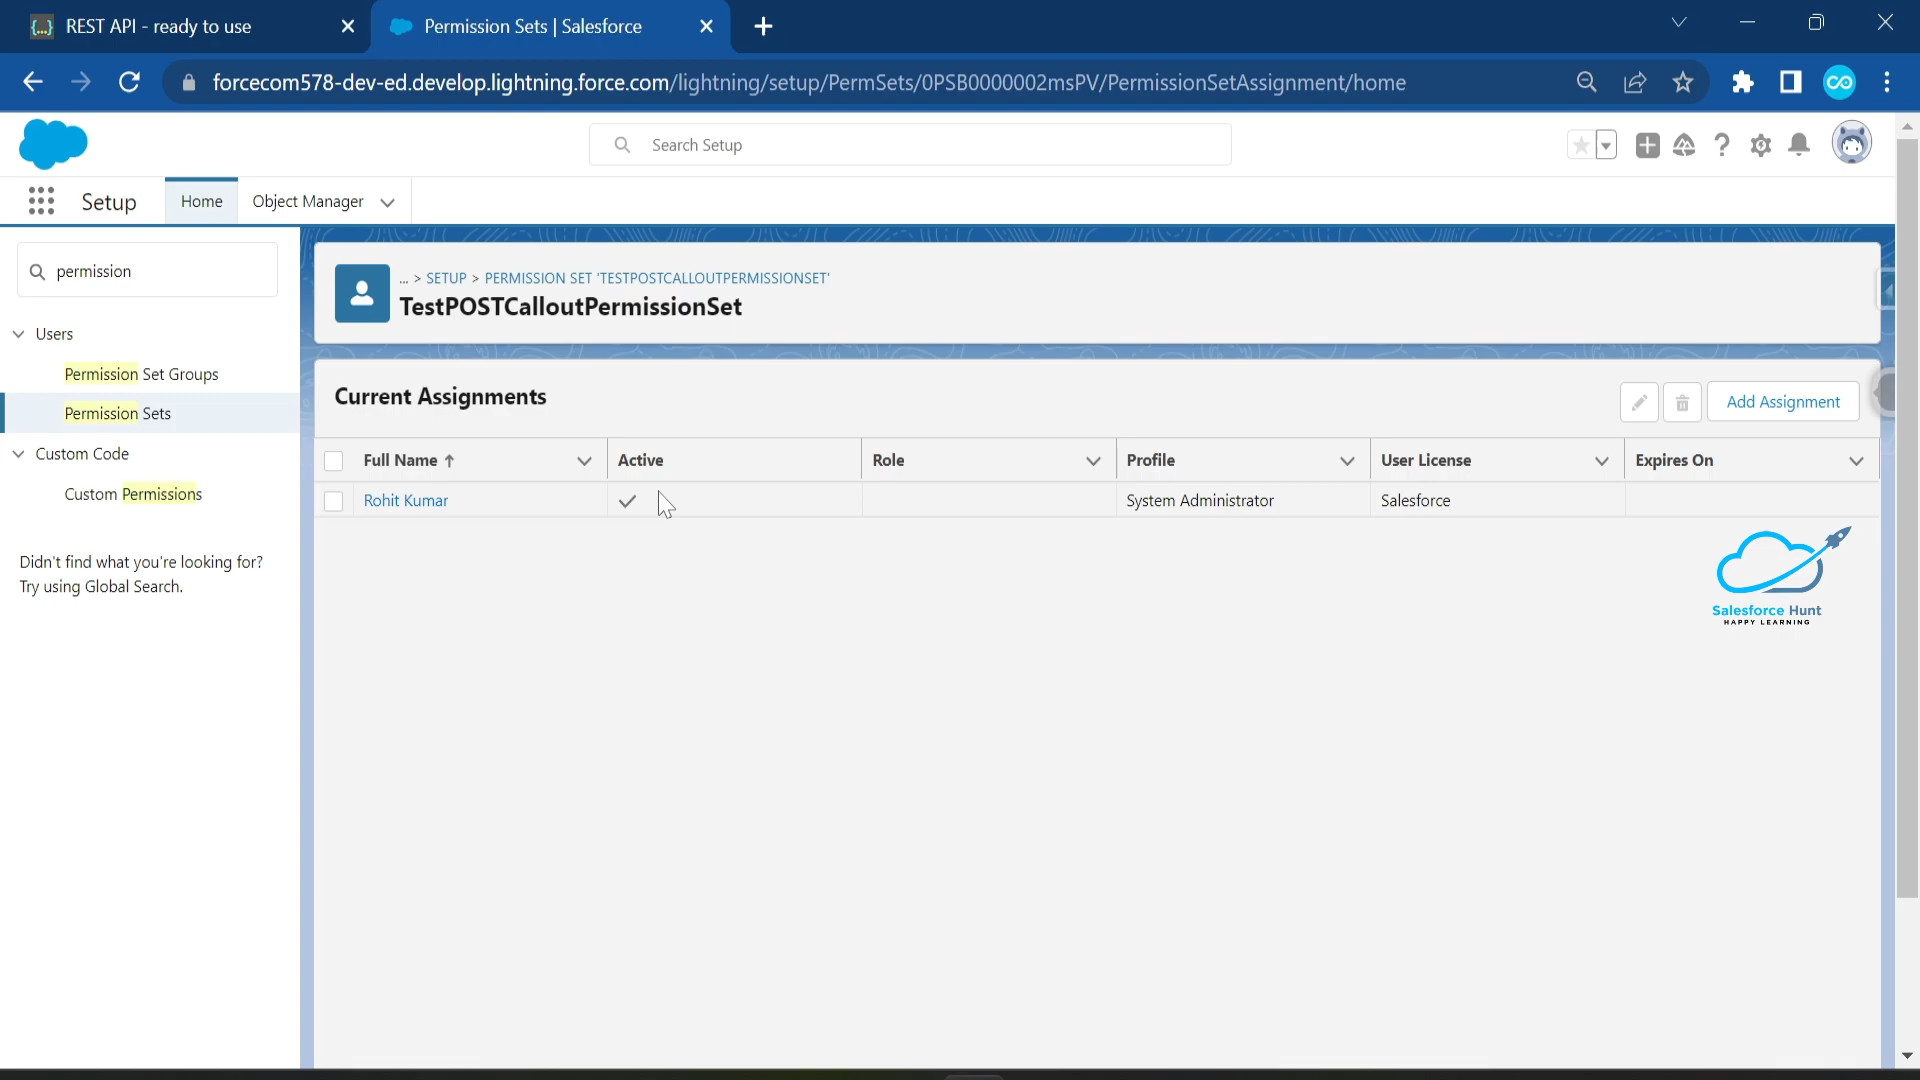 REST API - ready to use
Permission Sets | Salesforce
forcecom578-dev-ed.develop.lightning.force.com/lightning/setup/PermSets/0PSB0000002msPV/PermissionSetAssignment/home
Search Setup
Setup
Home
Object Manager
permission
Users
Permission Set Groups
Permission Sets
Custom Code
Custom Permissions
Didn't find what you're looking for?
Try using Global Search.
... > SETUP > PERMISSION SET 'TESTPOSTCALLOUTPERMISSIONSET'
TestPOSTCalloutPermissionSet
Current Assignments
Add Assignment
Full Name Active Role Profile User License Expires On
Rohit Kumar System Administrator Salesforce
Salesforce Hunt
HAPPY LEARNING